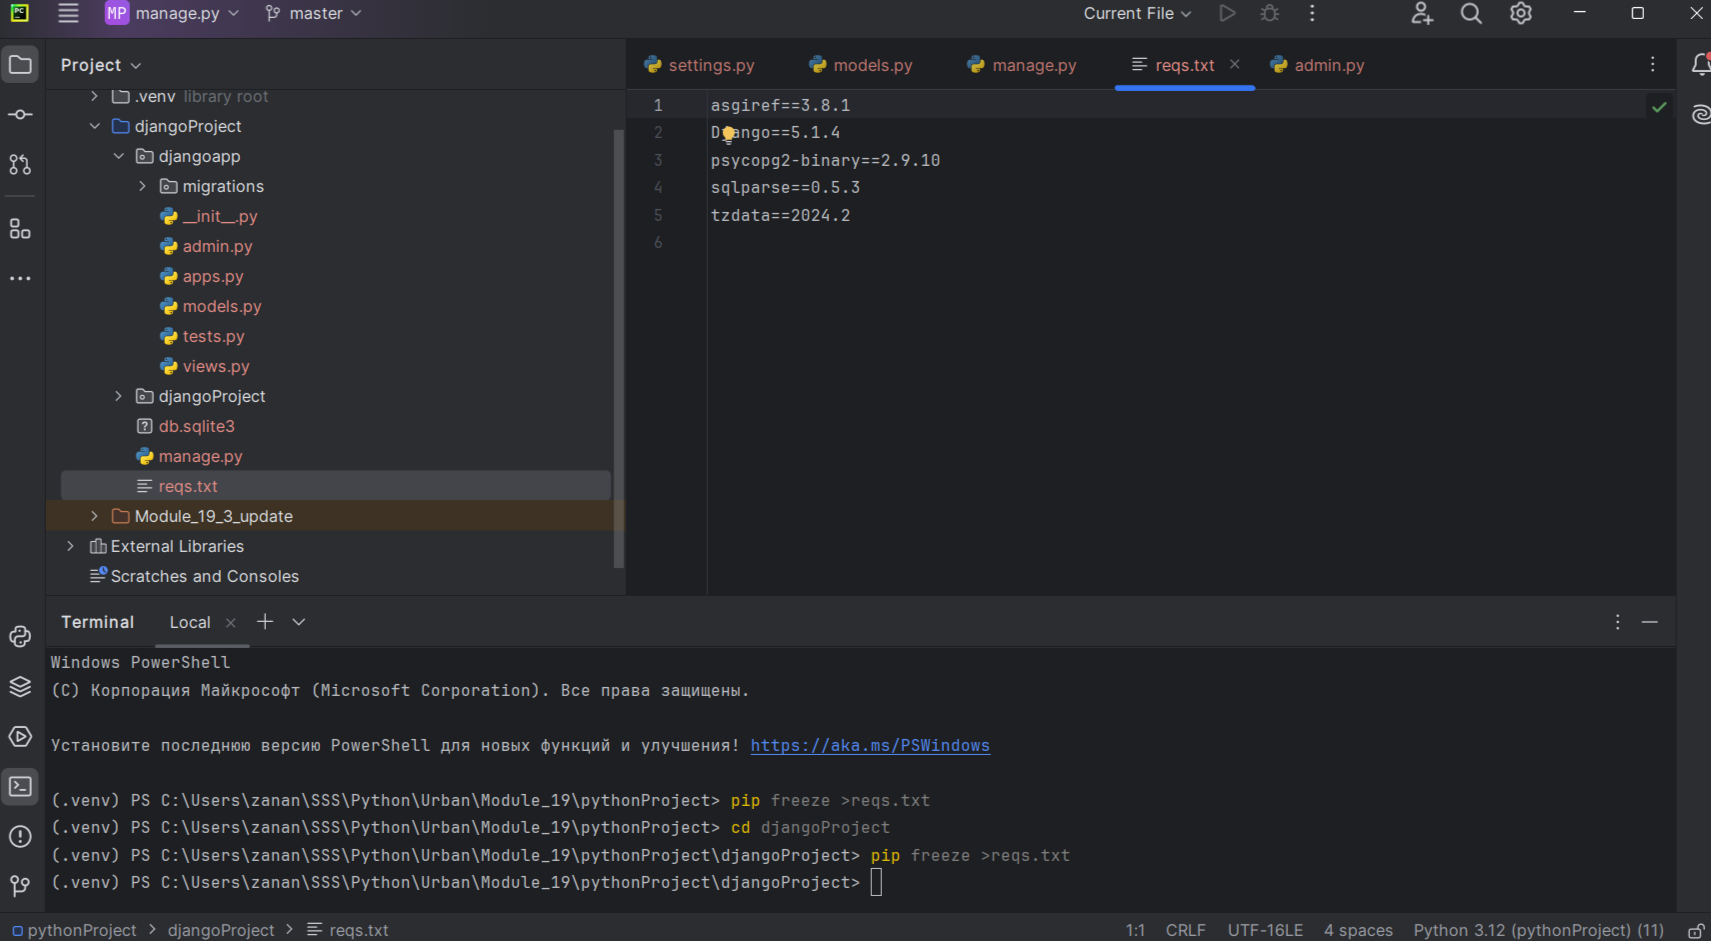 PC MP manage.py master Current File
Project
settings.py models.py manage.py reqs.txt admin.py
.venv library root
djangoProject
djangoapp
migrations
__init__.py
admin.py
apps.py
models.py
tests.py
views.py
djangoProject
db.sqlite3
manage.py
reqs.txt
Module_19_3_update
External Libraries
Scratches and Consoles
1 asgiref==3.8.1
2 Django==5.1.4
3 psycopg2-binary==2.9.10
4 sqlparse==0.5.3
5 tzdata==2024.2
6
Terminal Local
Windows PowerShell
(C) Корпорация Майкрософт (Microsoft Corporation). Все права защищены.
Установите последнюю версию PowerShell для новых функций и улучшения! https://aka.ms/PSWindows
(.venv) PS C:\Users\zanan\SSS\Python\Urban\Module_19\pythonProject> pip freeze >reqs.txt
(.venv) PS C:\Users\zanan\SSS\Python\Urban\Module_19\pythonProject> cd djangoProject
(.venv) PS C:\Users\zanan\SSS\Python\Urban\Module_19\pythonProject\djangoProject> pip freeze >reqs.txt
(.venv) PS C:\Users\zanan\SSS\Python\Urban\Module_19\pythonProject\djangoProject>
pythonProject > djangoProject > reqs.txt 1:1 CRLF UTF-16LE 4 spaces Python 3.12 (pythonProject) (11)